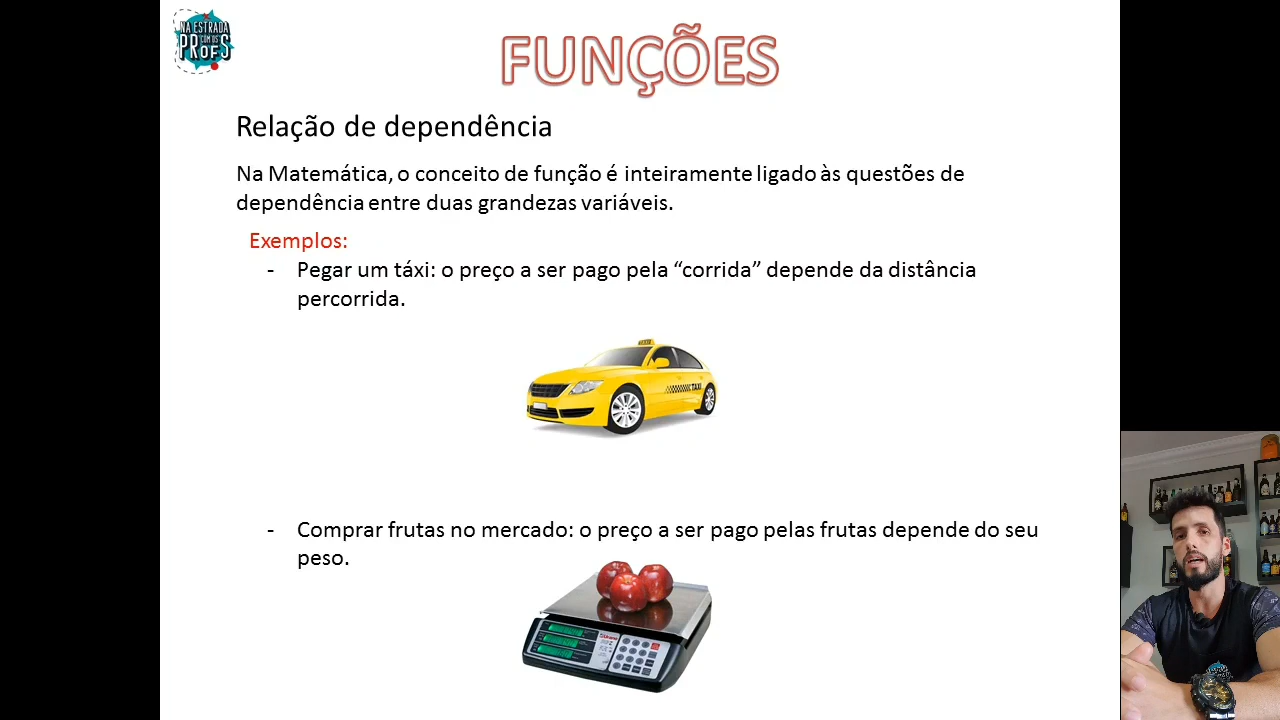 NA ESTRADA
COM OS
PROFS
FUNÇÕES
Relação de dependência
Na Matemática, o conceito de função é inteiramente ligado às questões de
dependência entre duas grandezas variáveis.
Exemplos:
- Pegar um táxi: o preço a ser pago pela “corrida” depende da distância
percorrida.
TAXI
TAXI
- Comprar frutas no mercado: o preço a ser pago pelas frutas depende do seu
peso.